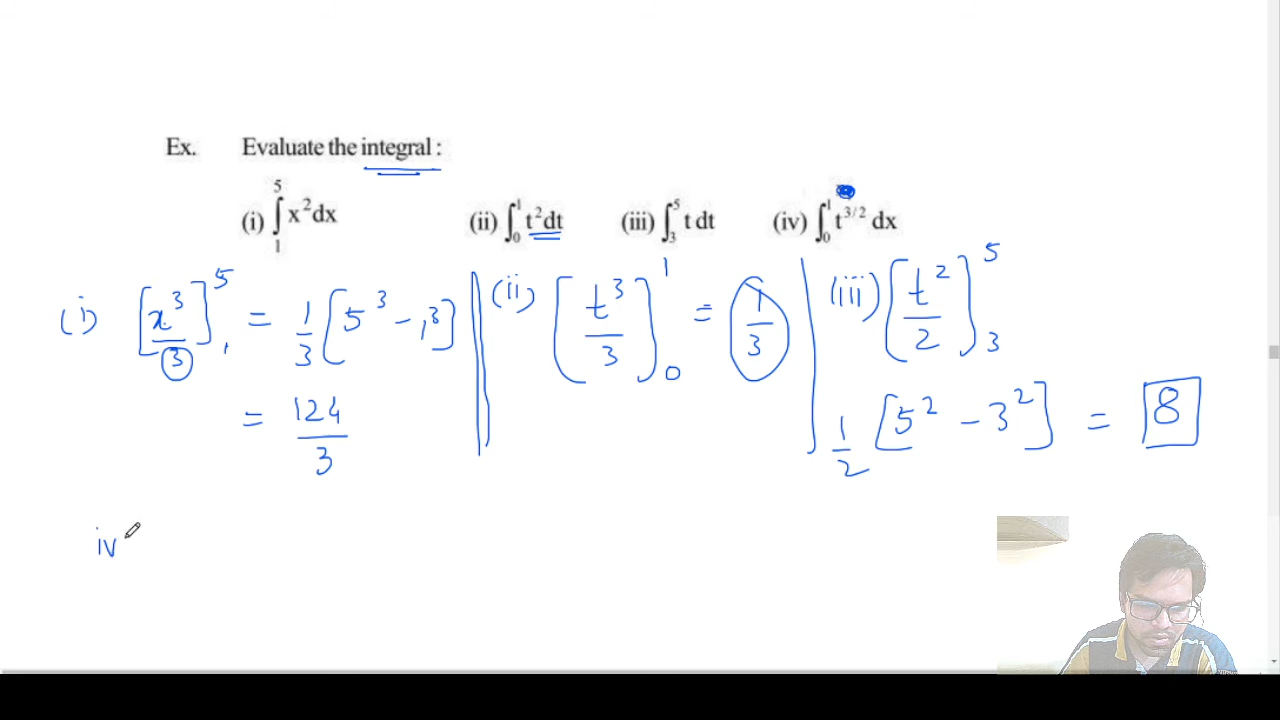 Ex. Evaluate the integral :
(i) ∫₁⁵ x²dx (ii) ∫₀¹ t²dt (iii) ∫₃⁵ t dt (iv) ∫₀¹ t^{3/2} dx
(i) [x³/3]₁⁵ = 1/3 [5³ - 1³]
= 124/3
(ii) [t³/3]₀¹ = 1/3
(iii) [t²/2]₃⁵
1/2 [5² - 3²] = 8
iv